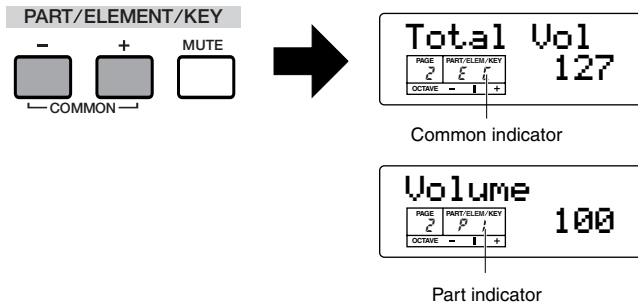 PART/ELEMENT/KEY
– + MUTE
COMMON
Total Vol
127
PAGE PART/ELEM/KEY
2 E C
OCTAVE – +
Common indicator
Volume
100
PAGE PART/ELEM/KEY
2 P 1
OCTAVE – +
Part indicator